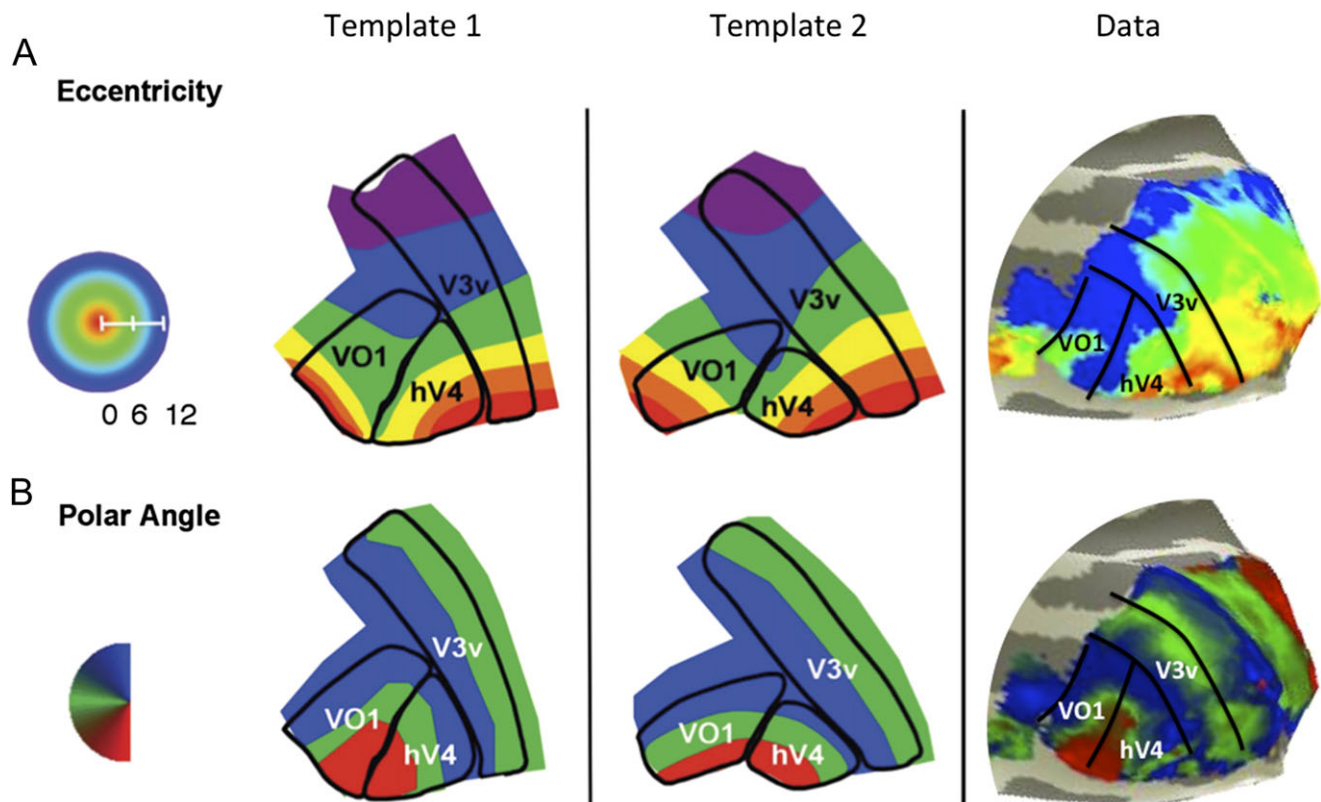 Template 1 Template 2 Data
A
Eccentricity
V3v V3v V3v
VO1 VO1 VO1
hV4 hV4 hV4
0 6 12
B
Polar Angle
V3v V3v V3v
VO1 VO1 VO1
hV4 hV4 hV4